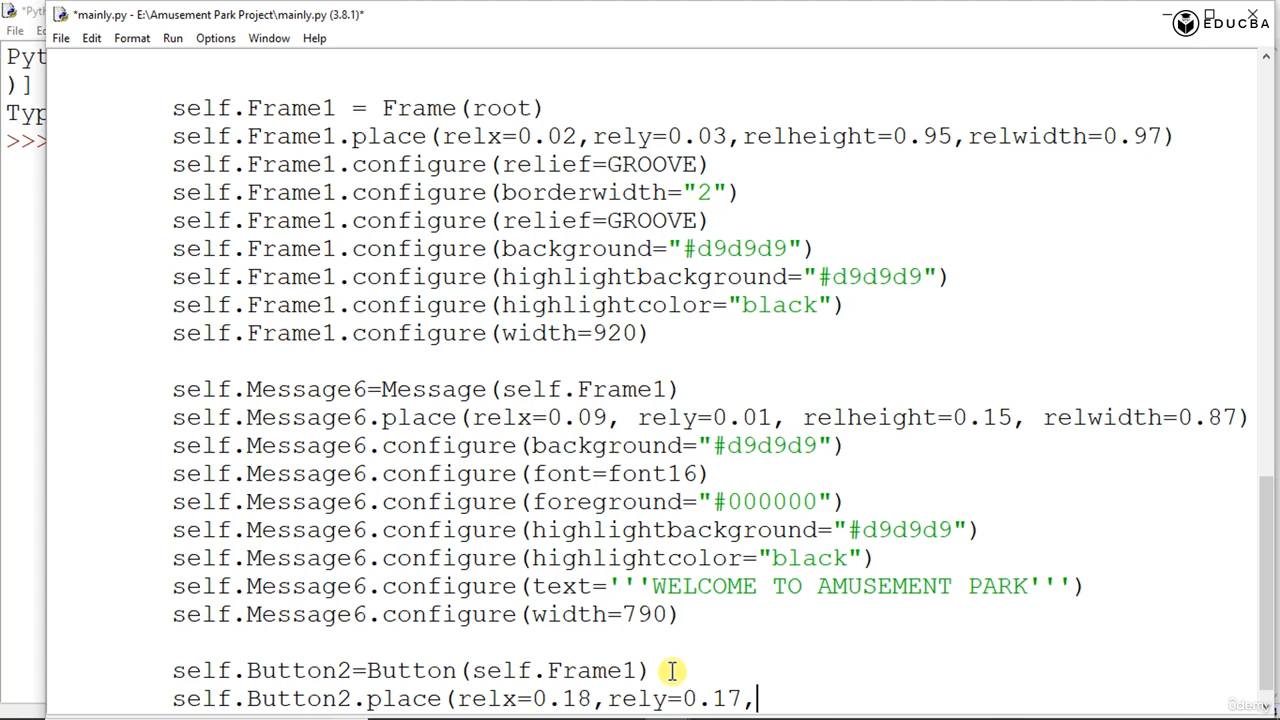 *Pyt
*mainly.py - E:\Amusement Park Project\mainly.py (3.8.1)*
EDUCBA
File
File Edit Format Run Options Window Help
Pyt
)]
Typ
>>>
self.Frame1 = Frame(root)
self.Frame1.place(relx=0.02,rely=0.03,relheight=0.95,relwidth=0.97)
self.Frame1.configure(relief=GROOVE)
self.Frame1.configure(borderwidth="2")
self.Frame1.configure(relief=GROOVE)
self.Frame1.configure(background="#d9d9d9")
self.Frame1.configure(highlightbackground="#d9d9d9")
self.Frame1.configure(highlightcolor="black")
self.Frame1.configure(width=920)
self.Message6=Message(self.Frame1)
self.Message6.place(relx=0.09, rely=0.01, relheight=0.15, relwidth=0.87)
self.Message6.configure(background="#d9d9d9")
self.Message6.configure(font=font16)
self.Message6.configure(foreground="#000000")
self.Message6.configure(highlightbackground="#d9d9d9")
self.Message6.configure(highlightcolor="black")
self.Message6.configure(text='''WELCOME TO AMUSEMENT PARK''')
self.Message6.configure(width=790)
self.Button2=Button(self.Frame1)
self.Button2.place(relx=0.18,rely=0.17,
Udemy